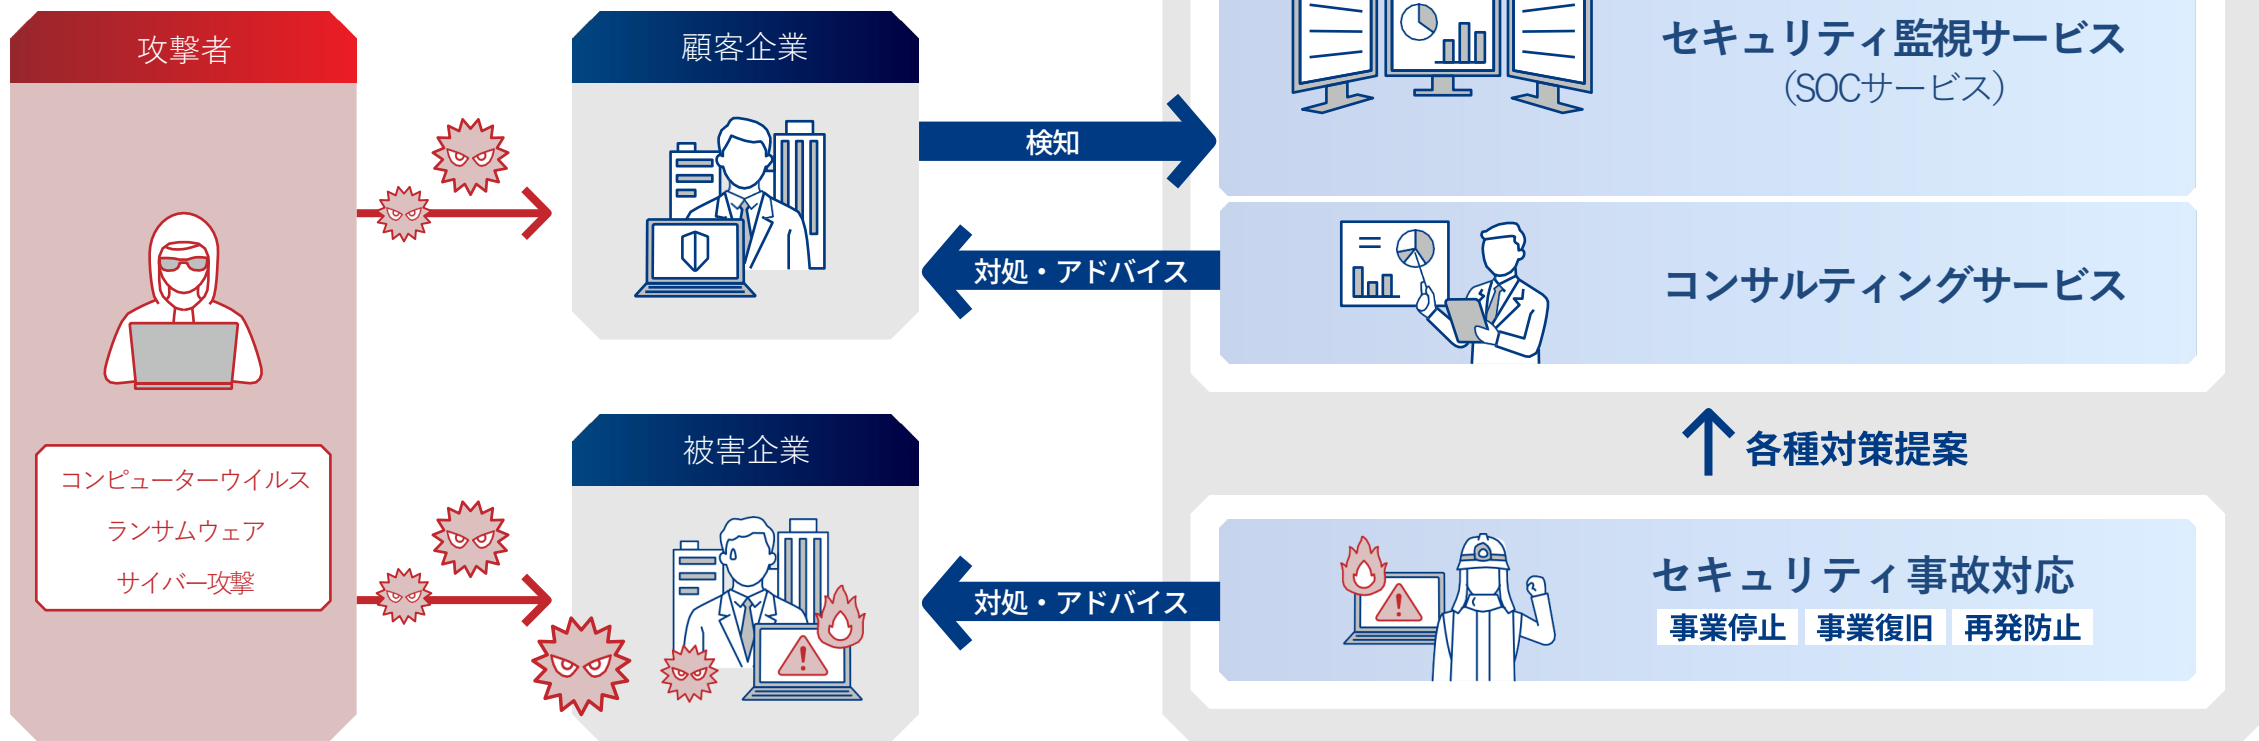 攻撃者
コンピューターウイルス
ランサムウェア
サイバー攻撃
顧客企業
検知
対処・アドバイス
被害企業
対処・アドバイス
セキュリティ監視サービス
（SOCサービス）
コンサルティングサービス
各種対策提案
セキュリティ事故対応
事業停止 事業復旧 再発防止